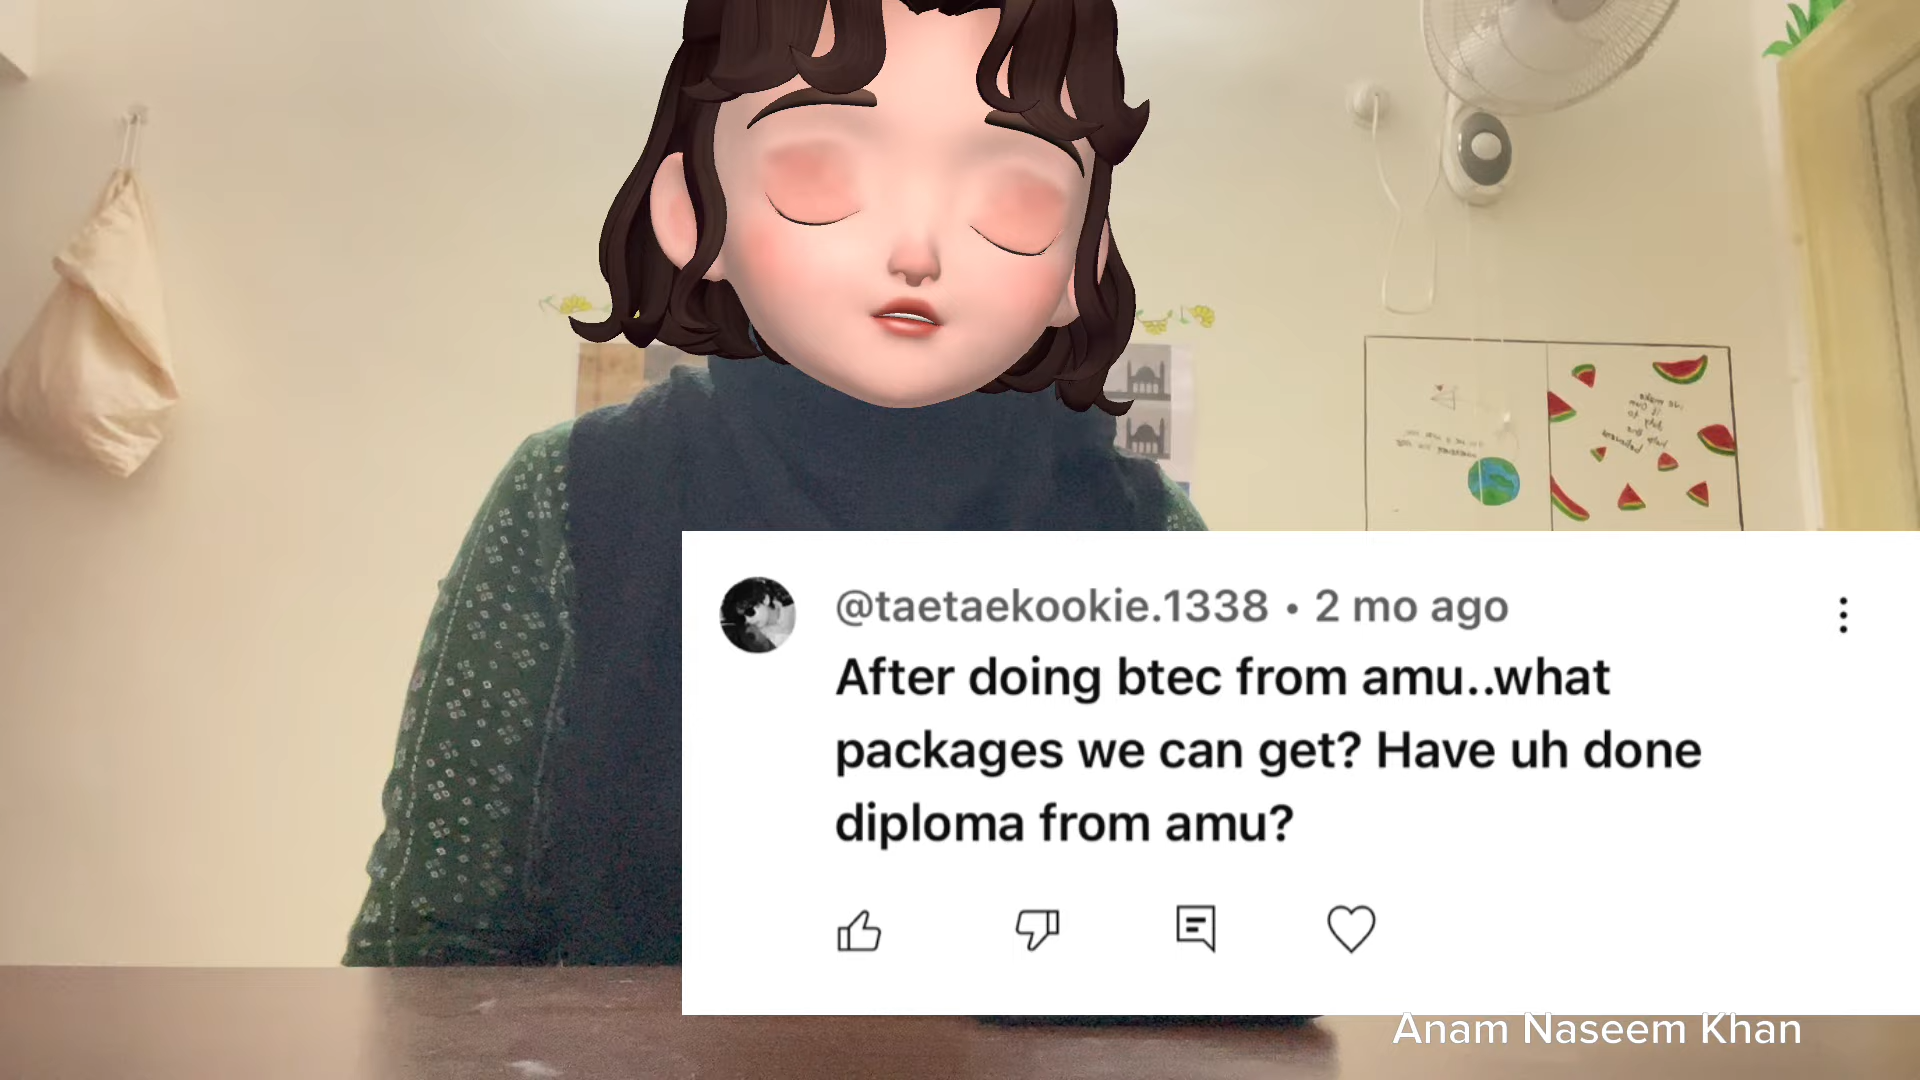 @taetaekookie.1338 • 2 mo ago
After doing btec from amu..what
packages we can get? Have uh done
diploma from amu?
Anam Naseem Khan